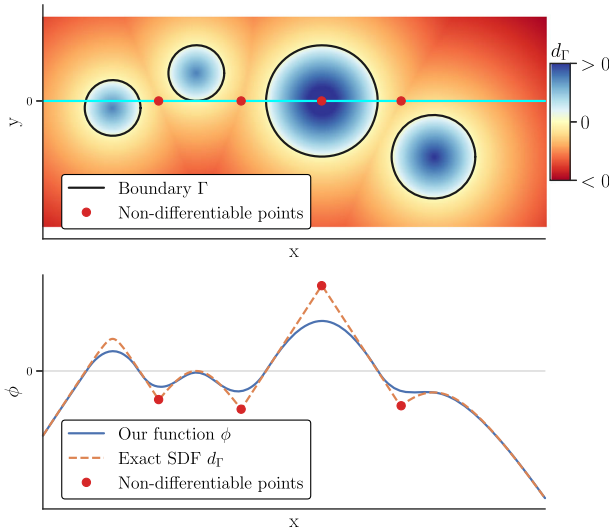 d_Γ
> 0
0
< 0
0
y
Boundary Γ
Non-differentiable points
x
0
ϕ
Our function ϕ
Exact SDF d_Γ
Non-differentiable points
x